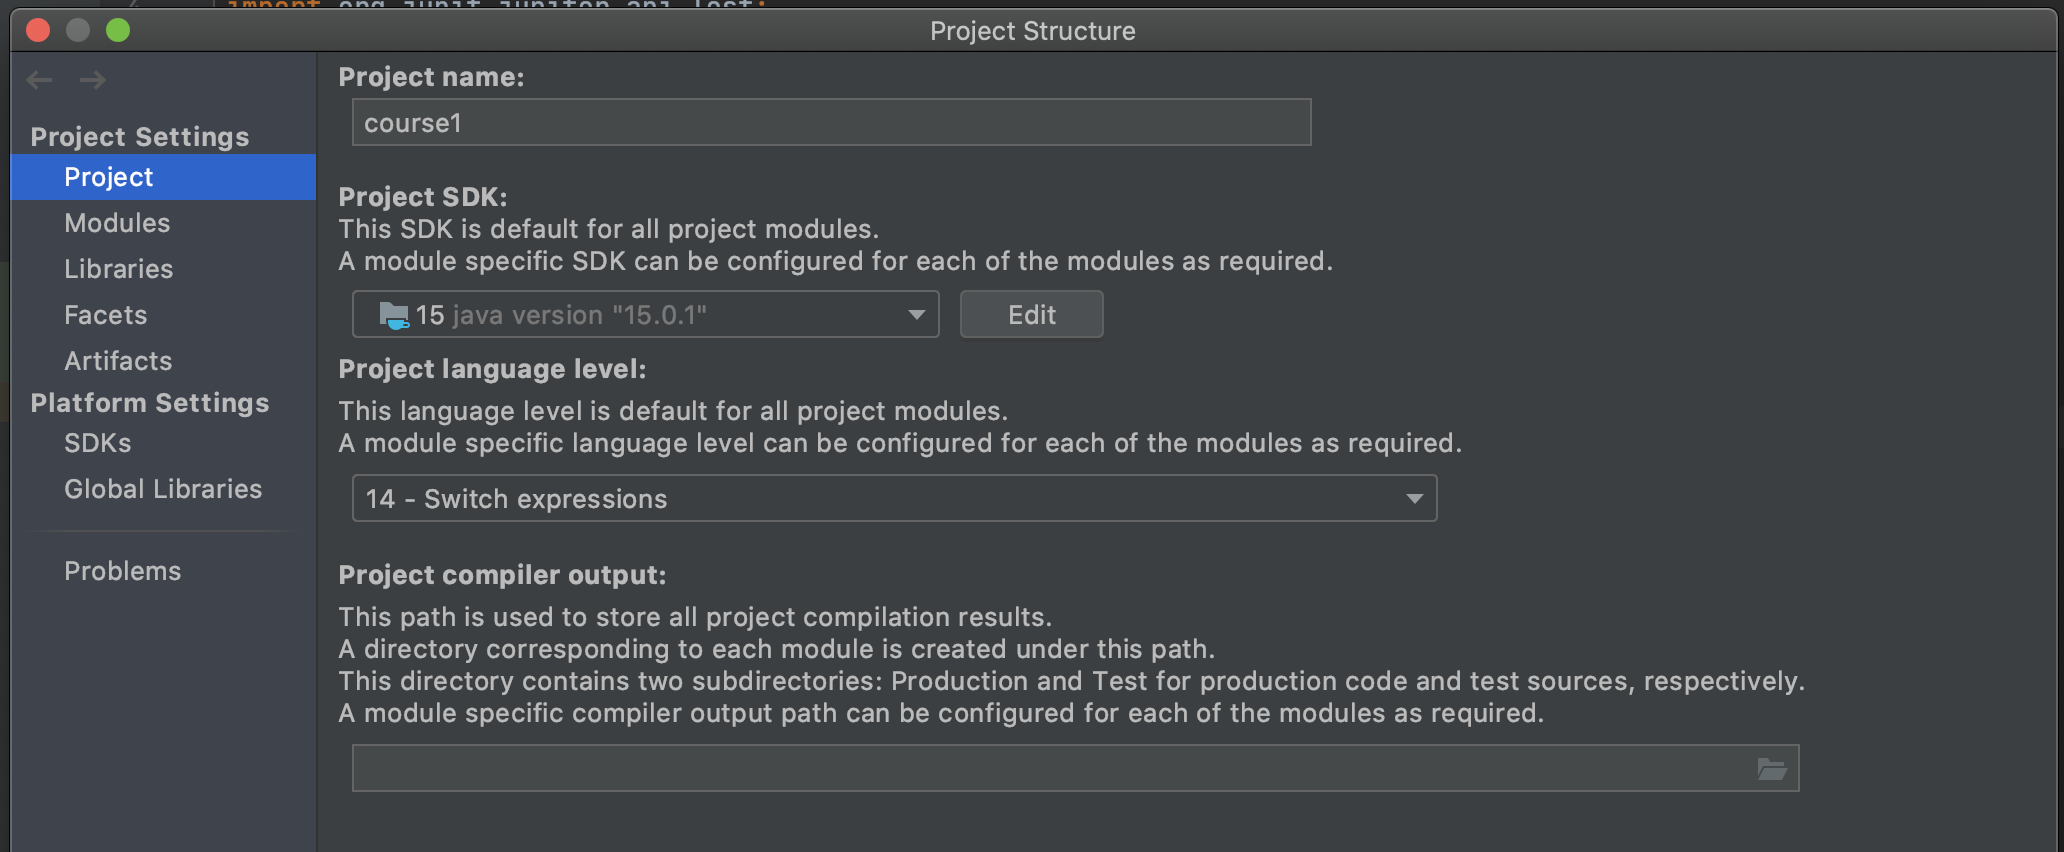 import org.junit.jupiter.api.Test;
Project Structure
Project name:
course1
Project Settings
Project
Modules
Libraries
Facets
Artifacts
Platform Settings
SDKs
Global Libraries
Problems
Project SDK:
This SDK is default for all project modules.
A module specific SDK can be configured for each of the modules as required.
15 java version "15.0.1"
Edit
Project language level:
This language level is default for all project modules.
A module specific language level can be configured for each of the modules as required.
14 - Switch expressions
Project compiler output:
This path is used to store all project compilation results.
A directory corresponding to each module is created under this path.
This directory contains two subdirectories: Production and Test for production code and test sources, respectively.
A module specific compiler output path can be configured for each of the modules as required.